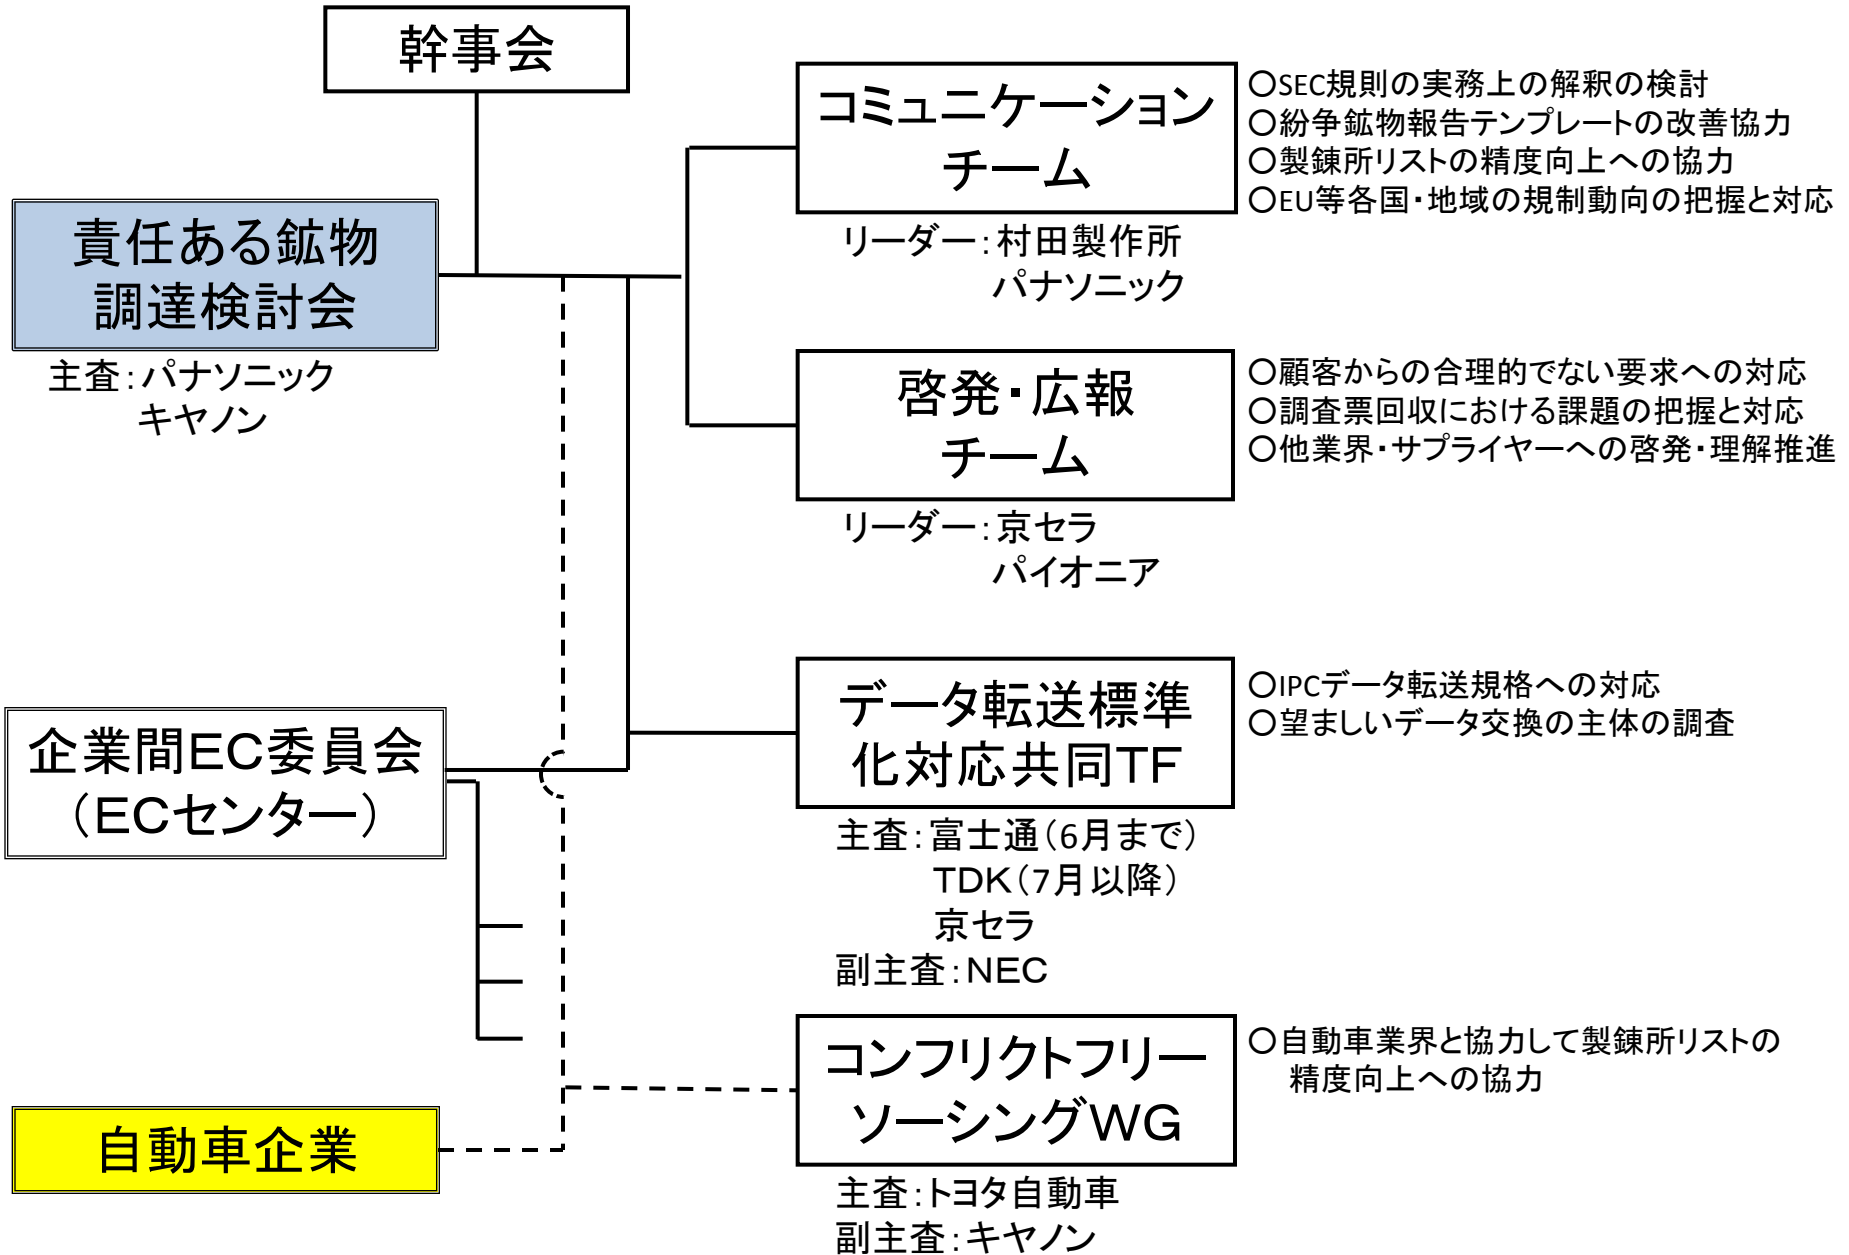 幹事会
責任ある鉱物
調達検討会
主査：パナソニック
キヤノン
コミュニケーション
チーム
リーダー：村田製作所
パナソニック
○SEC規則の実務上の解釈の検討
○紛争鉱物報告テンプレートの改善協力
○製錬所リストの精度向上への協力
○EU等各国・地域の規制動向の把握と対応
啓発・広報
チーム
リーダー：京セラ
パイオニア
○顧客からの合理的でない要求への対応
○調査票回収における課題の把握と対応
○他業界・サプライヤーへの啓発・理解推進
企業間EC委員会
（ECセンター）
データ転送標準
化対応共同TF
主査：富士通（6月まで）
TDK（7月以降）
京セラ
副主査：NEC
○IPCデータ転送規格への対応
○望ましいデータ交換の主体の調査
自動車企業
コンフリクトフリー
ソーシングWG
主査：トヨタ自動車
副主査：キヤノン
○自動車業界と協力して製錬所リストの
精度向上への協力